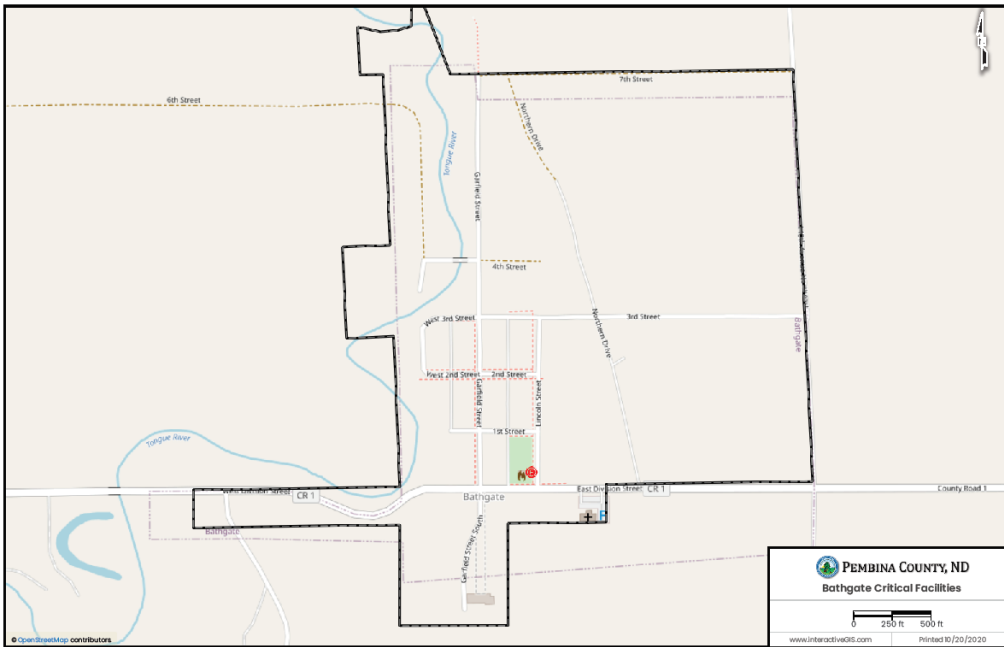 7th Street
6th Street
Northern Drive
Tongue River
Garfield Street
4th Street
West 3rd Street
3rd Street
Northern Drive
Bathgate
West 2nd Street
2nd Street
Garfield Street
Lincoln Street
1st Street
Tongue River
East Division Street
CR 1
County Road 1
CR 1
Bathgate
Bathgate
P
Garfield Street South
PEMBINA COUNTY, ND
Bathgate Critical Facilities
0 250 ft 500 ft
www.interactiveGIS.com Printed 10/20/2020
© OpenStreetMap contributors